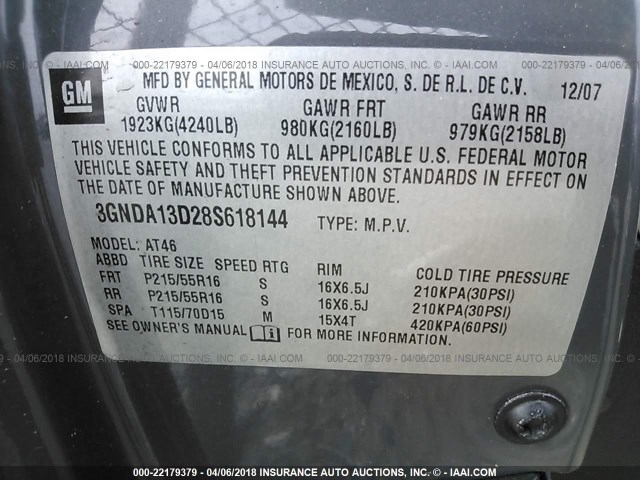 000-22179379 - 04/06/2018 INSURANCE AUTO AUCTIONS, INC. - © IAAI.COM
GM
MFD BY GENERAL MOTORS DE MEXICO, S. DE R.L. DE C.V. 12/07
GVWR GAWR FRT GAWR RR
1923KG(4240LB) 980KG(2160LB) 979KG(2158LB)
THIS VEHICLE CONFORMS TO ALL APPLICABLE U.S. FEDERAL MOTOR
VEHICLE SAFETY AND THEFT PREVENTION STANDARDS IN EFFECT ON
THE DATE OF MANUFACTURE SHOWN ABOVE.
3GNDA13D28S618144 TYPE: M.P.V.
MODEL: AT46
ABBD TIRE SIZE SPEED RTG RIM COLD TIRE PRESSURE
FRT P215/55R16 S 16X6.5J 210KPA(30PSI)
RR P215/55R16 S 16X6.5J 210KPA(30PSI)
SPA T115/70D15 M 15X4T 420KPA(60PSI)
SEE OWNER'S MANUAL i FOR MORE INFORMATION.
000-22179379 - 04/06/2018 INSURANCE AUTO AUCTIONS, INC. - © IAAI.COM
000-22179379 - 04/06/2018 INSURANCE AUTO AUCTIONS, INC. - © IAAI.COM